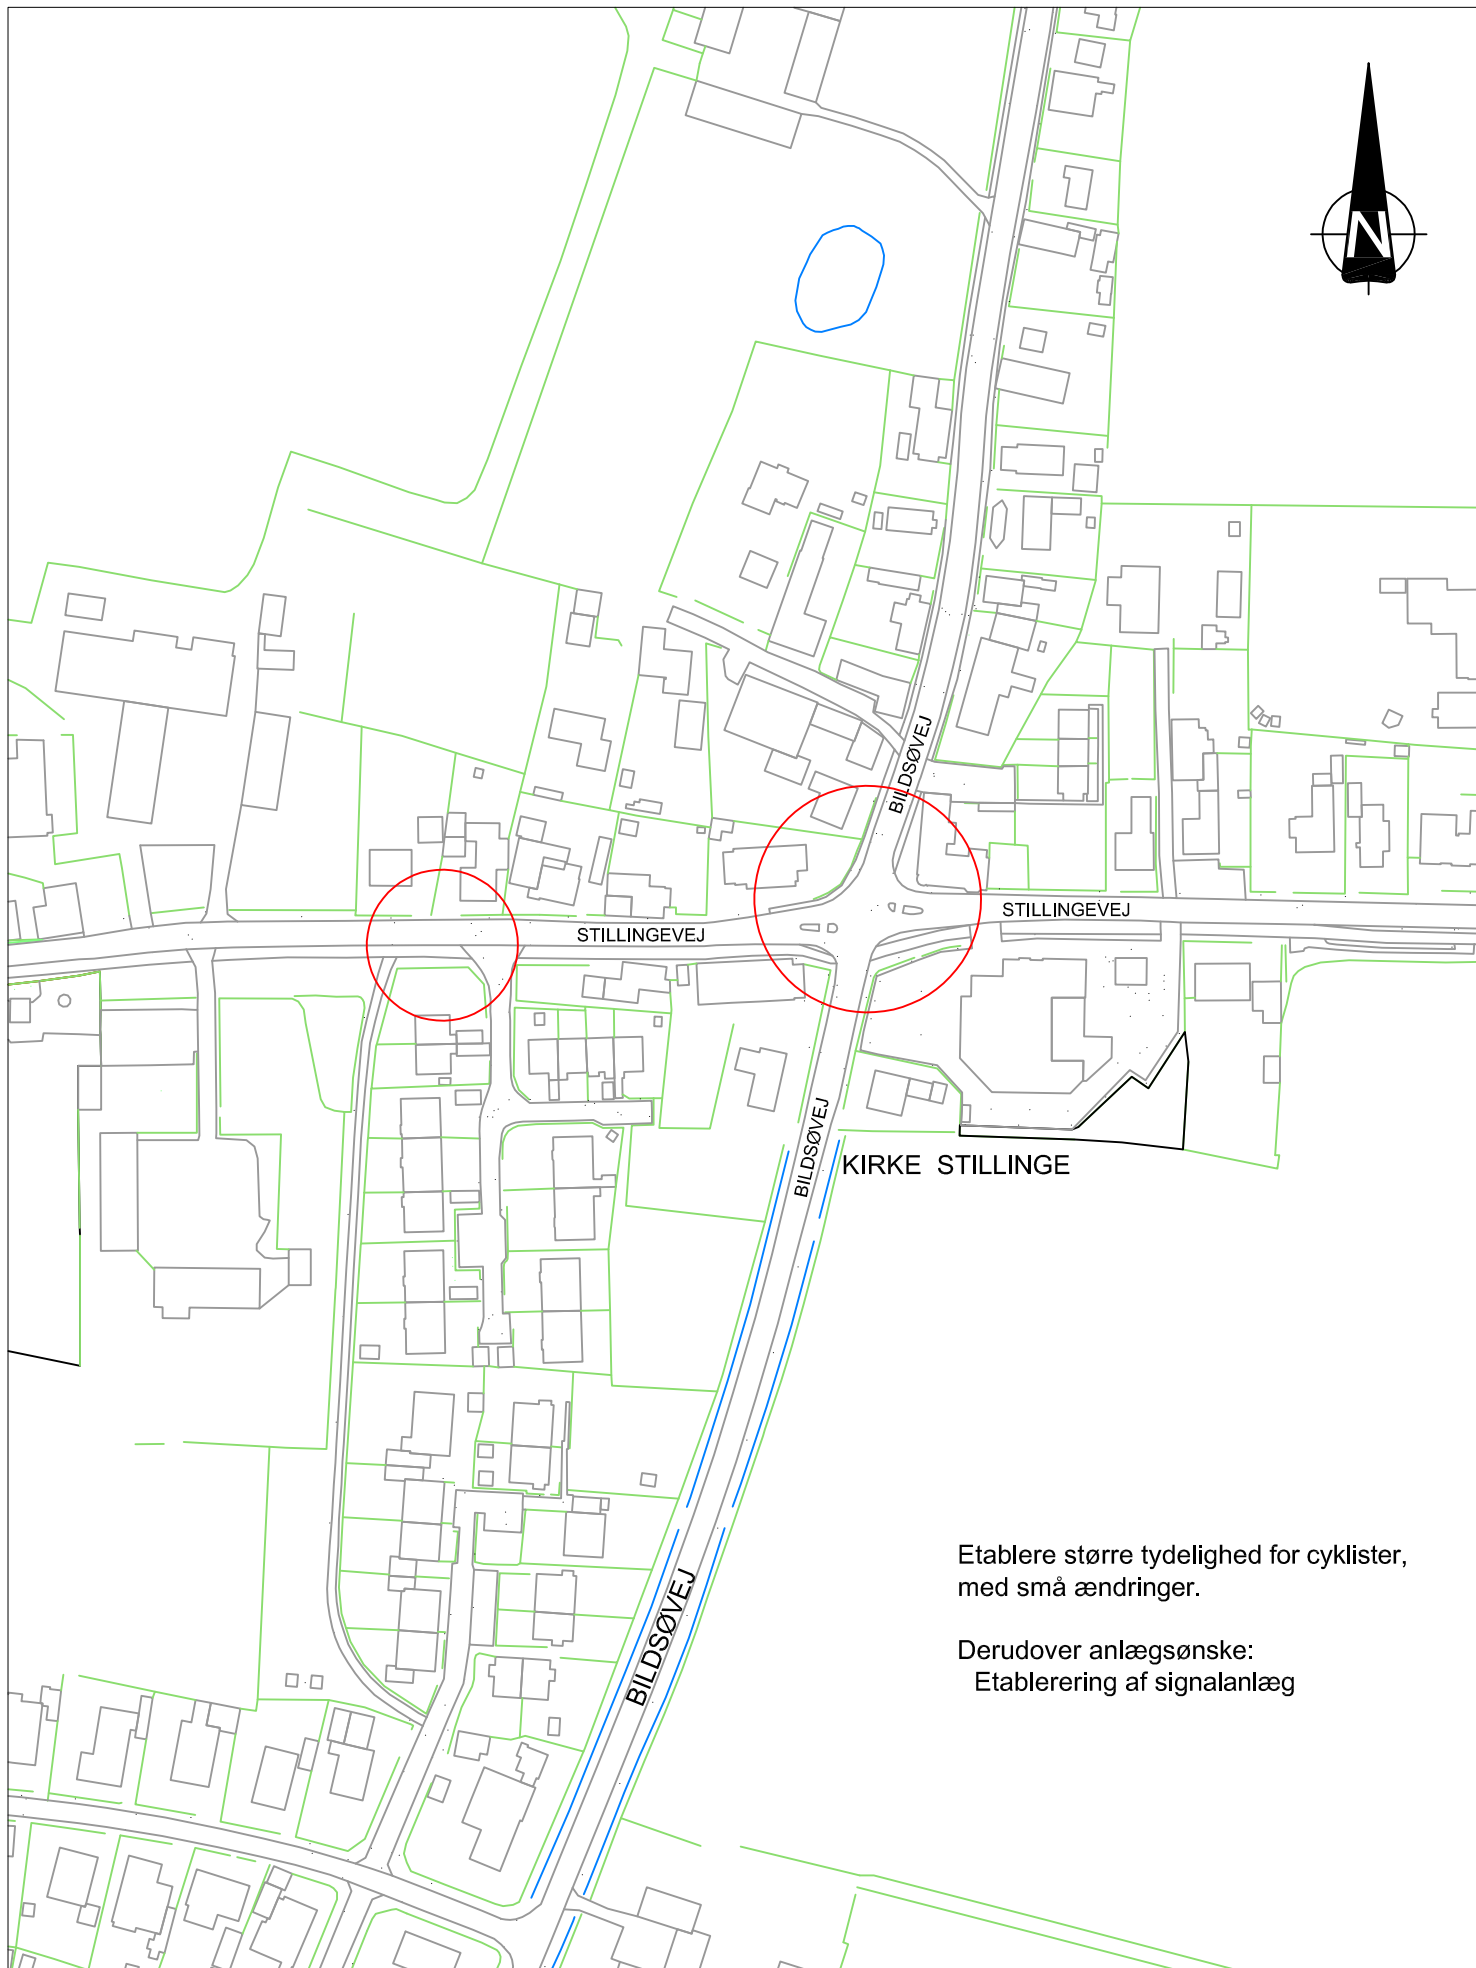 N
BILDSØVEJ
STILLINGEVEJ
STILLINGEVEJ
BILDSØVEJ
KIRKE STILLINGE
BILDSØVEJ
Etablere større tydelighed for cyklister,
med små ændringer.
Derudover anlægsønske:
Etablerering af signalanlæg